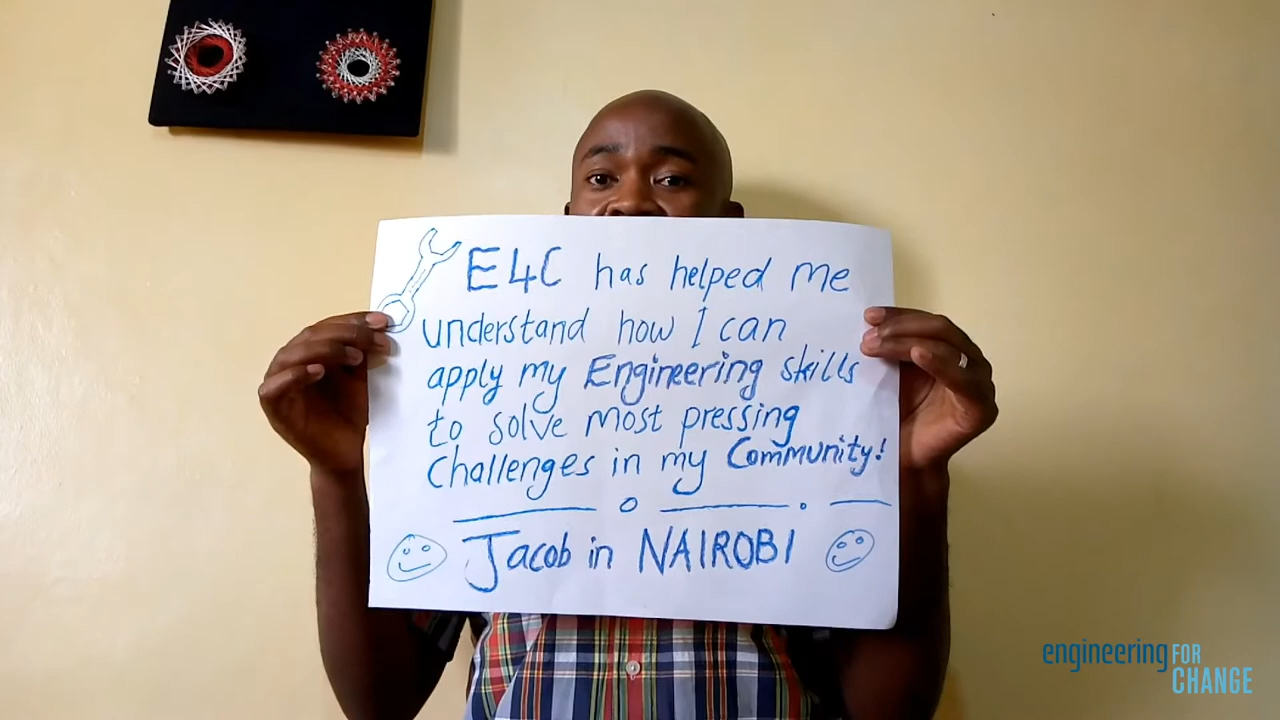 E4C has helped me
understand how I can
apply my Engineering skills
to solve most pressing
challenges in my Community!
Jacob in NAIROBI
engineering FOR
CHANGE